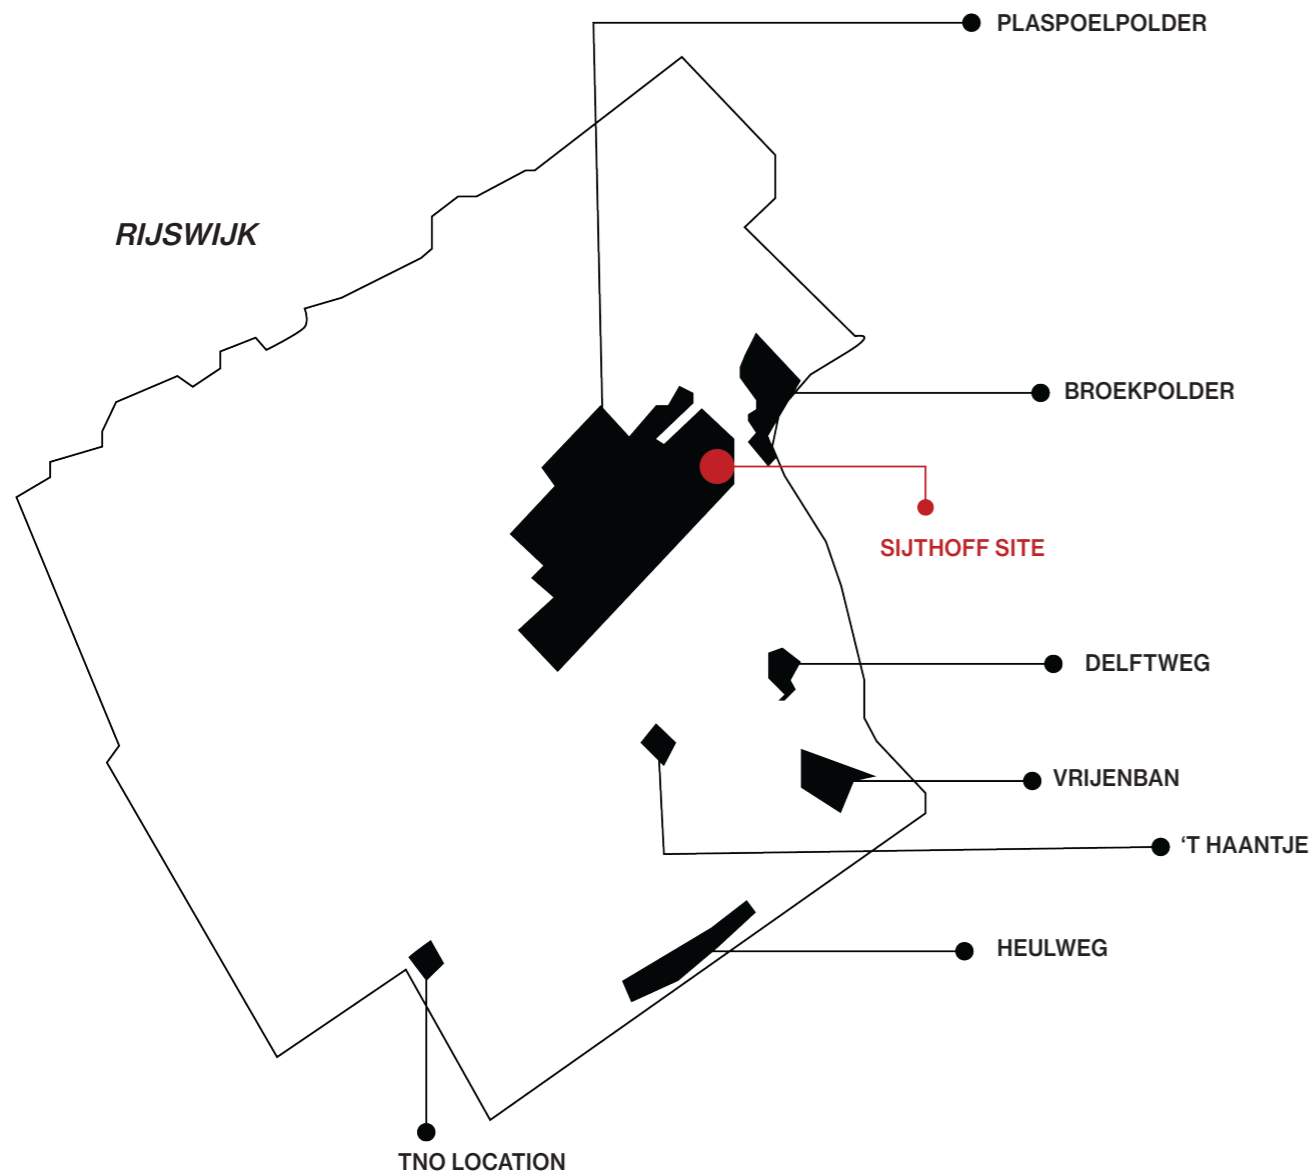 PLASPOELPOLDER
RIJSWIJK
BROEKPOLDER
SIJTHOFF SITE
DELFTWEG
VRIJENBAN
‘T HAANTJE
HEULWEG
TNO LOCATION